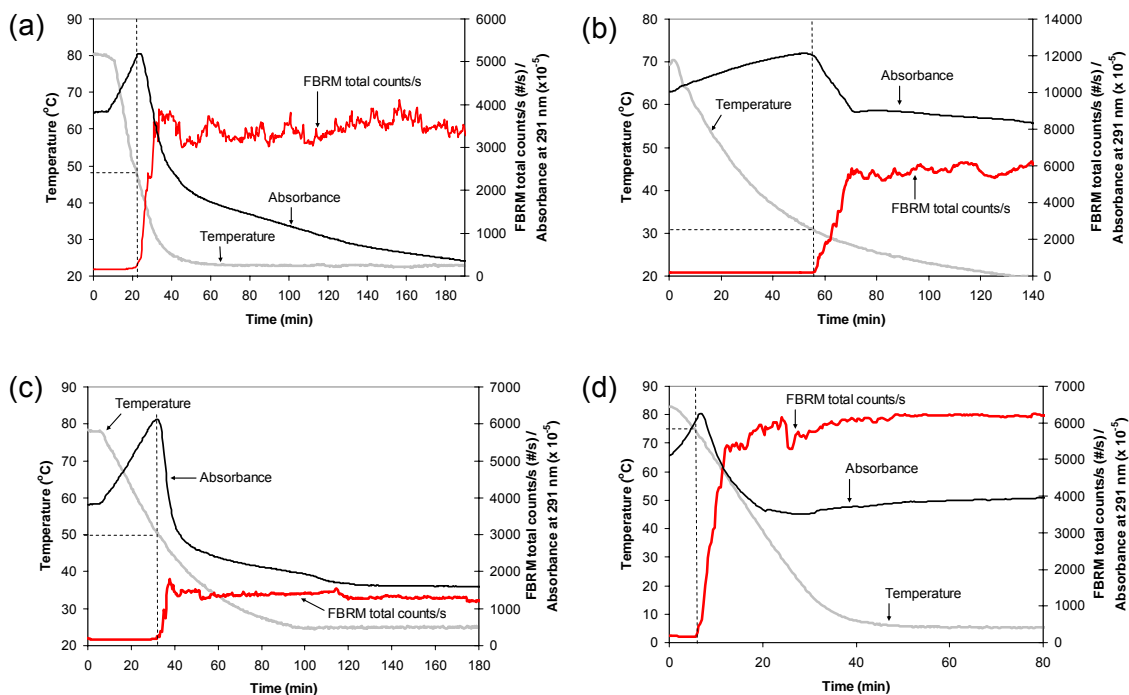 (a)
90
80
70
60
50
40
30
20
Temperature (°C)
0 20 40 60 80 100 120 140 160 180
Time (min)
6000
5000
4000
3000
2000
1000
0
FBRM total counts/s (#/s) /
Absorbance at 291 nm (x 10-5)
FBRM total counts/s
Absorbance
Temperature
(b)
80
70
60
50
40
30
20
Temperature (°C)
0 20 40 60 80 100 120 140
Time (min)
14000
12000
10000
8000
6000
4000
2000
0
FBRM total counts/s (#/s) /
Absorbance at 291 nm (x 10-5)
Absorbance
Temperature
FBRM total counts/s
(c)
90
80
70
60
50
40
30
20
Temperature (°C)
0 20 40 60 80 100 120 140 160 180
Time (min)
7000
6000
5000
4000
3000
2000
1000
0
FBRM total counts/s (#/s) /
Absorbance at 291 nm (x 10-5)
Temperature
Absorbance
FBRM total counts/s
(d)
90
80
70
60
50
40
30
20
10
0
Temperature (°C)
0 20 40 60 80
Time (min)
7000
6000
5000
4000
3000
2000
1000
0
FBRM total counts/s (#/s) /
Absorbance at 291 nm (x 10-5)
FBRM total counts/s
Absorbance
Temperature